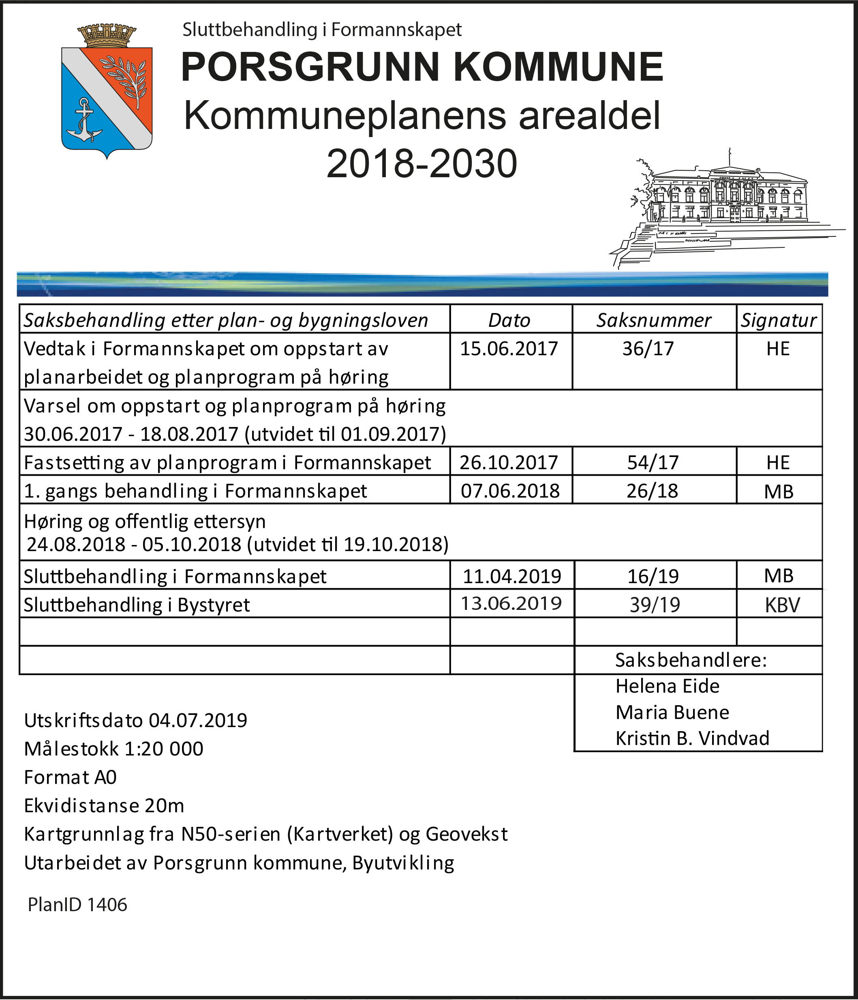 Sluttbehandling i Formannskapet
PORSGRUNN KOMMUNE
Kommuneplanens arealdel
2018-2030
Saksbehandling etter plan- og bygningsloven Dato Saksnummer Signatur
Vedtak i Formannskapet om oppstart av 15.06.2017 36/17 HE
planarbeidet og planprogram på høring
Varsel om oppstart og planprogram på høring
30.06.2017 - 18.08.2017 (utvidet til 01.09.2017)
Fastsetting av planprogram i Formannskapet 26.10.2017 54/17 HE
1. gangs behandling i Formannskapet 07.06.2018 26/18 MB
Høring og offentlig ettersyn
24.08.2018 - 05.10.2018 (utvidet til 19.10.2018)
Sluttbehandling i Formannskapet 11.04.2019 16/19 MB
Sluttbehandling i Bystyret 13.06.2019 39/19 KBV
Saksbehandlere:
Helena Eide
Maria Buene
Kristin B. Vindvad
Utskriftsdato 04.07.2019
Målestokk 1:20 000
Format A0
Ekvidistanse 20m
Kartgrunnlag fra N50-serien (Kartverket) og Geovekst
Utarbeidet av Porsgrunn kommune, Byutvikling
PlanID 1406